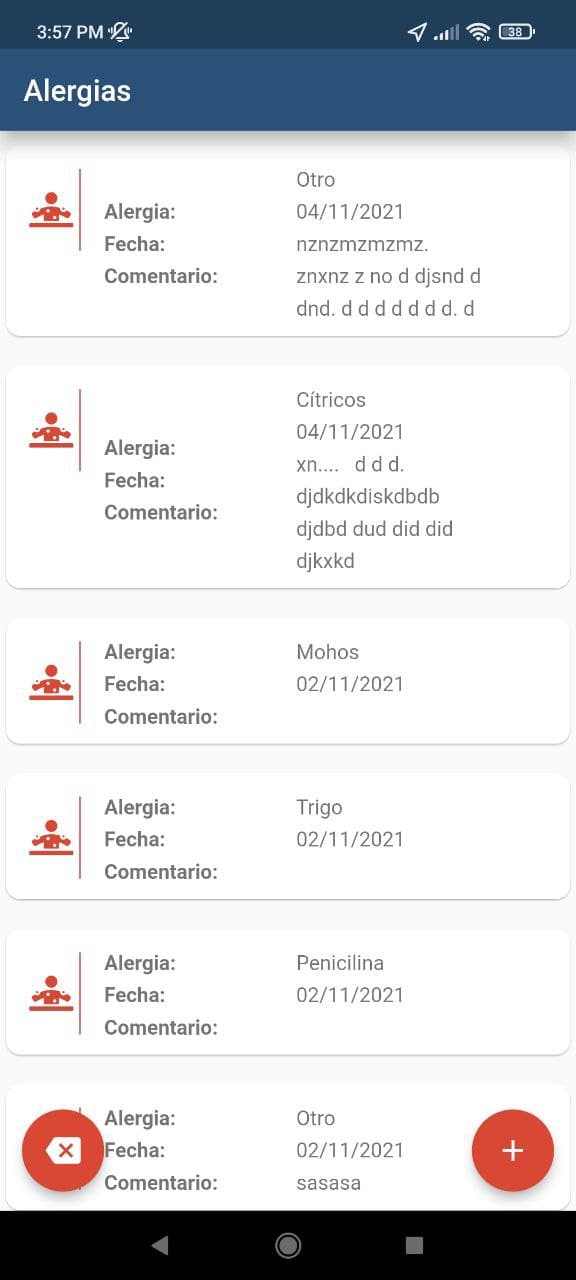 3:57 PM
38
Alergias
Otro
Alergia: 04/11/2021
Fecha: nznzmzmzmz.
Comentario: znxnz z no d djsnd d
dnd. d d d d d d d. d
Cítricos
04/11/2021
Alergia:
xn.... d d d.
Fecha:
djdkdkdiskdbdb
Comentario:
djdbd dud did did
djkxkd
Alergia: Mohos
Fecha: 02/11/2021
Comentario:
Alergia: Trigo
Fecha: 02/11/2021
Comentario:
Alergia: Penicilina
Fecha: 02/11/2021
Comentario:
Alergia: Otro
Fecha: 02/11/2021
Comentario: sasasa